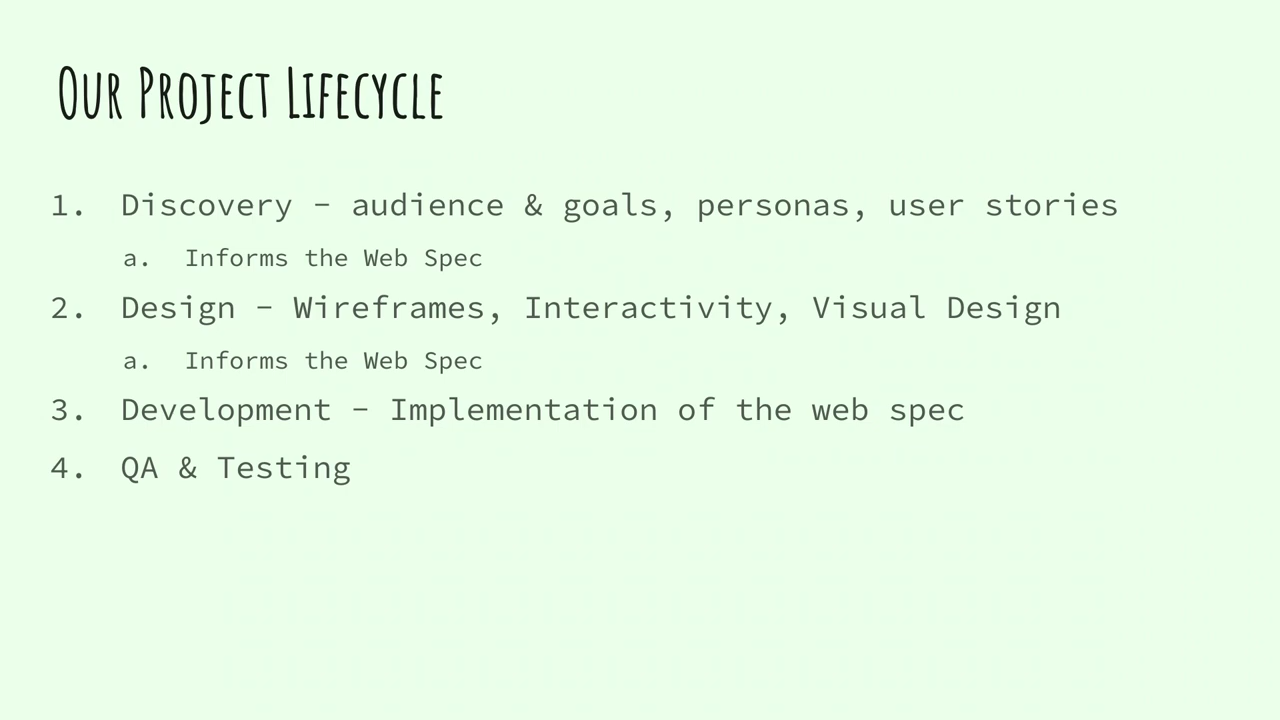 Our Project Lifecycle
1. Discovery - audience & goals, personas, user stories
a. Informs the Web Spec
2. Design - Wireframes, Interactivity, Visual Design
a. Informs the Web Spec
3. Development - Implementation of the web spec
4. QA & Testing